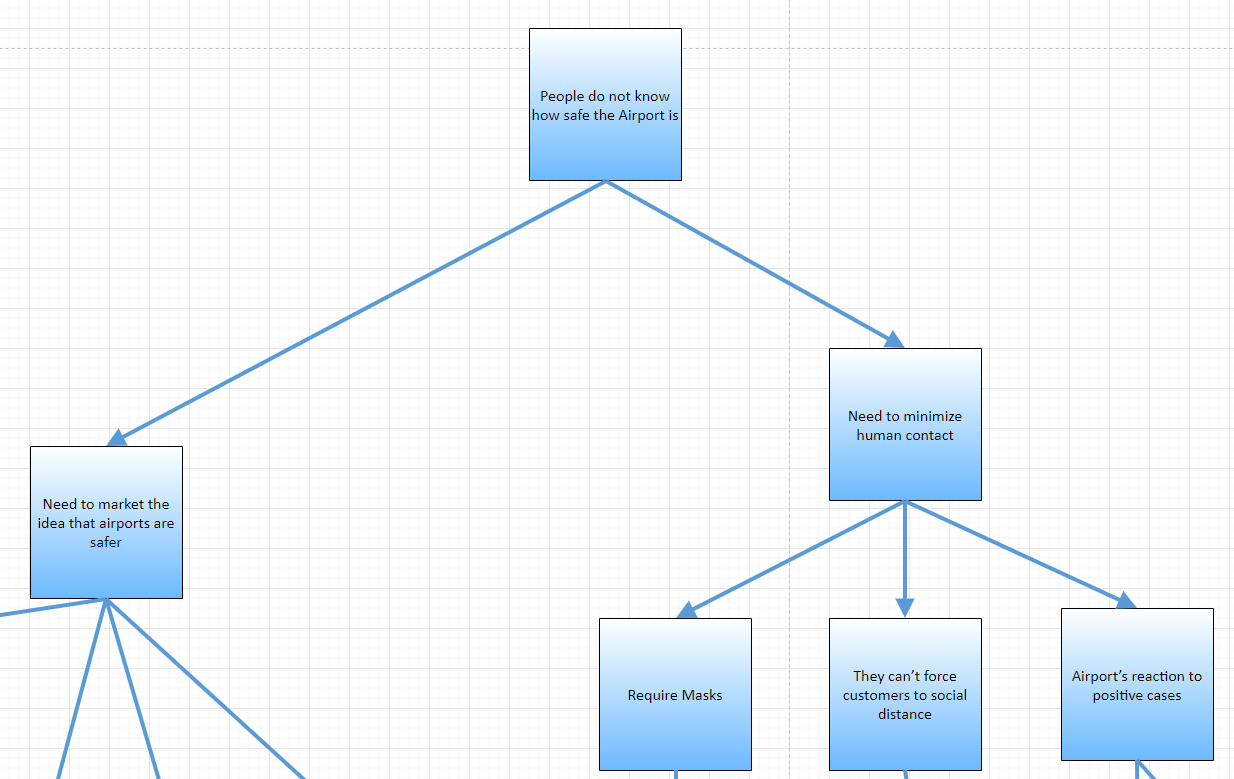 People do not know
how safe the Airport is
Need to minimize
human contact
Need to market the
idea that airports are
safer
Require Masks
They can’t force
customers to social
distance
Airport’s reaction to
positive cases